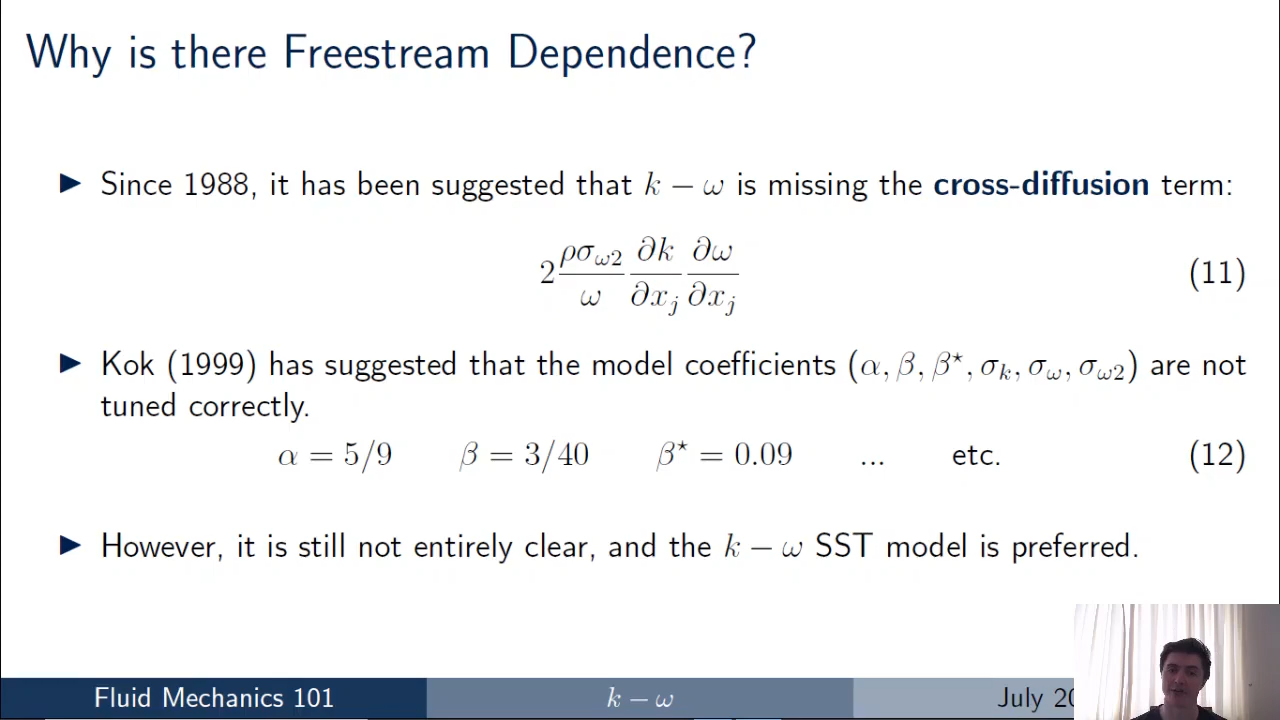 Why is there Freestream Dependence?
▶ Since 1988, it has been suggested that k − ω is missing the cross-diffusion term:
2 ρσω2/ω ∂k/∂xj ∂ω/∂xj (11)
▶ Kok (1999) has suggested that the model coefficients (α, β, β⋆, σk, σω, σω2) are not
tuned correctly.
α = 5/9 β = 3/40 β⋆ = 0.09 ... etc. (12)
▶ However, it is still not entirely clear, and the k − ω SST model is preferred.
Fluid Mechanics 101 k − ω July